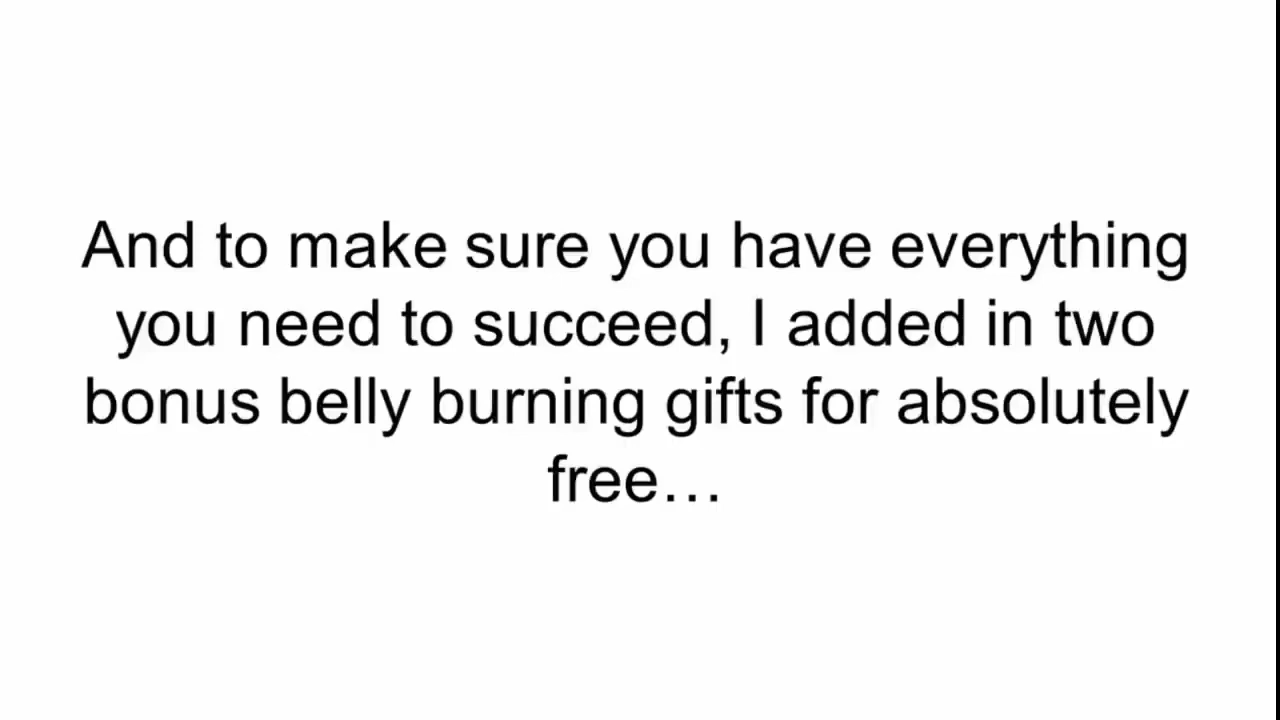 And to make sure you have everything
you need to succeed, I added in two
bonus belly burning gifts for absolutely
free…